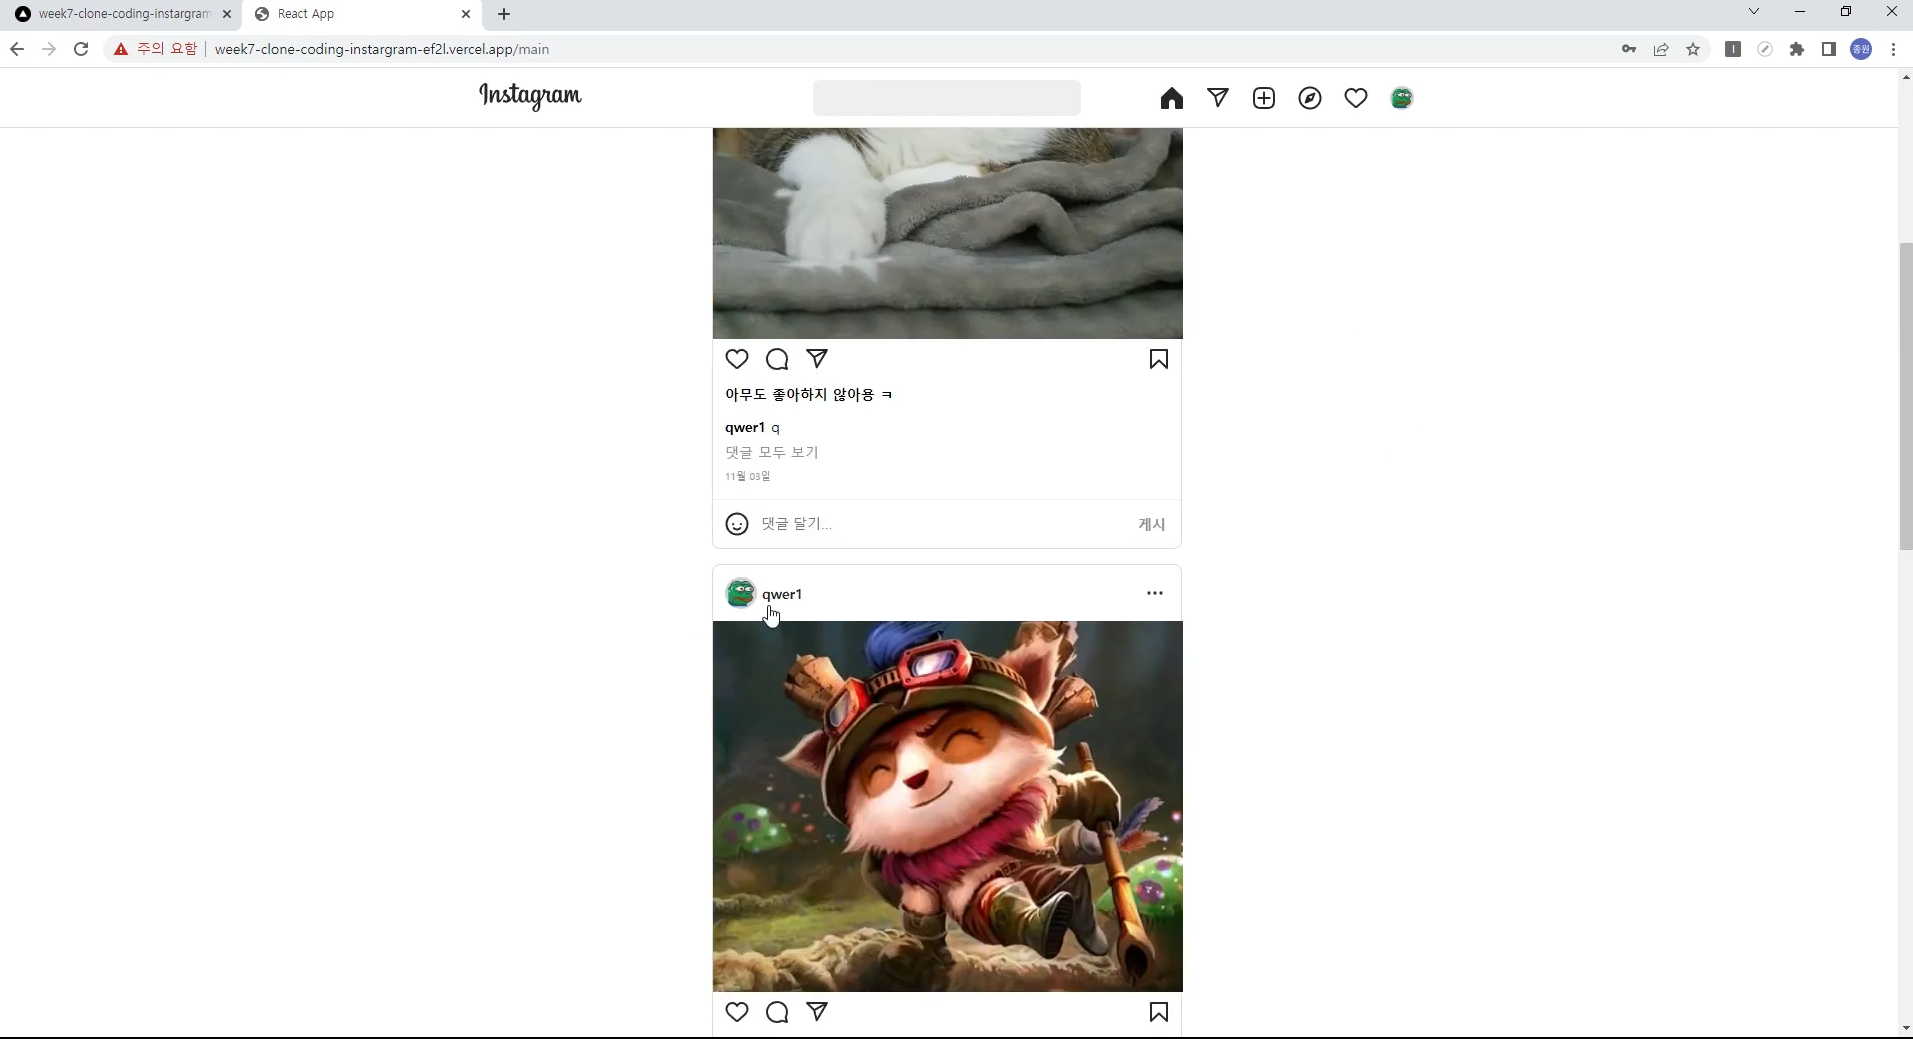 week7-clone-coding-instargram
React App
주의 요함
week7-clone-coding-instargram-ef2l.vercel.app/main
종원
Instagram
아무도 좋아하지 않아용 ㅋ
qwer1 q
댓글 모두 보기
11월 03일
댓글 달기...
게시
qwer1